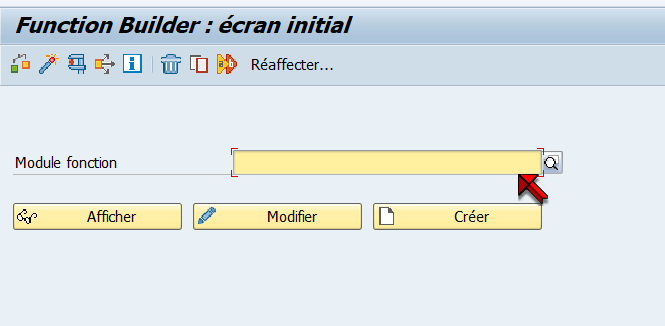 Function Builder : écran initial
Réaffecter...
Module fonction
Afficher Modifier Créer